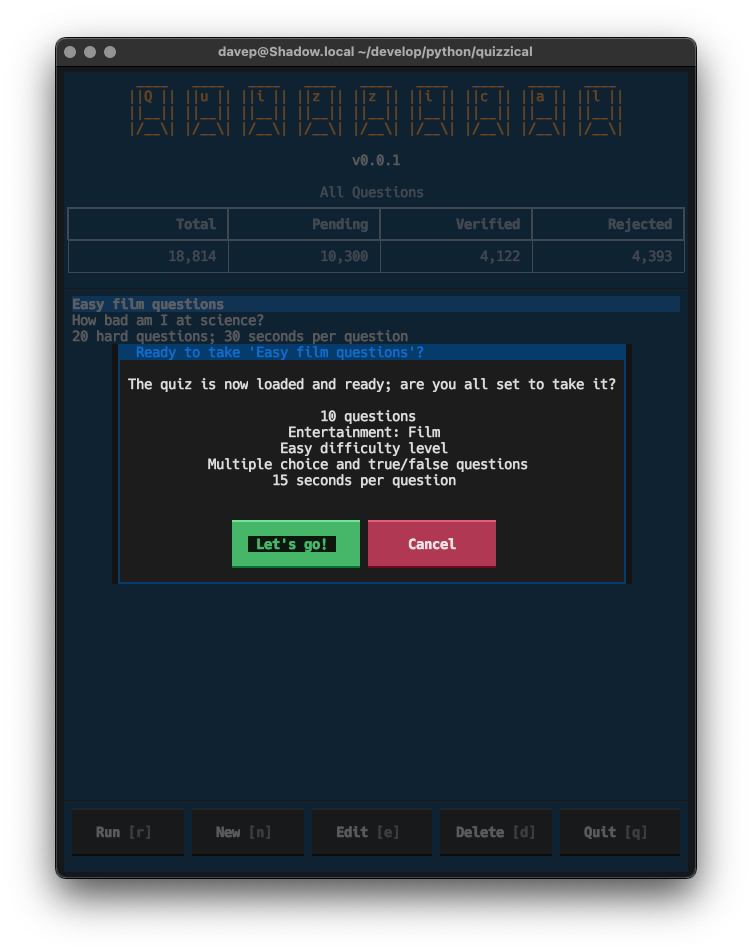 davep@Shadow.local ~/develop/python/quizzical
Quizzical
v0.0.1
All Questions
Total Pending Verified Rejected
18,814 10,300 4,122 4,393
Easy film questions
How bad am I at science?
20 hard questions; 30 seconds per question
Ready to take 'Easy film questions'?
The quiz is now loaded and ready; are you all set to take it?
10 questions
Entertainment: Film
Easy difficulty level
Multiple choice and true/false questions
15 seconds per question
Let's go! Cancel
Run [r] New [n] Edit [e] Delete [d] Quit [q]